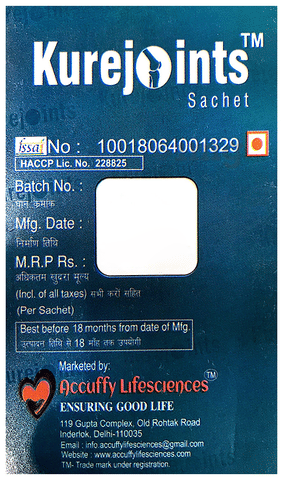 Kurejoints™
Sachet
fssai No : 10018064001329
HACCP Lic. No. 228825
Batch No. :
घान क्रमांक
Mfg. Date :
निर्माण तिथि
M.R.P Rs. :
अधिकतम खुदरा मूल्य
(Incl. of all taxes) सभी करों सहित
(Per Sachet)
Best before 18 months from date of Mfg.
उत्पादन तिथि से 18 माँह तक उपयोगी
Marketed by:
Accuffy Lifesciences™
ENSURING GOOD LIFE
119 Gupta Complex, Old Rohtak Road
Inderlok, Delhi-110035
Email : info.accuffylifesciences@gmail.com
Website : www.accuffylifesciences.com
TM- Trade mark under registration.